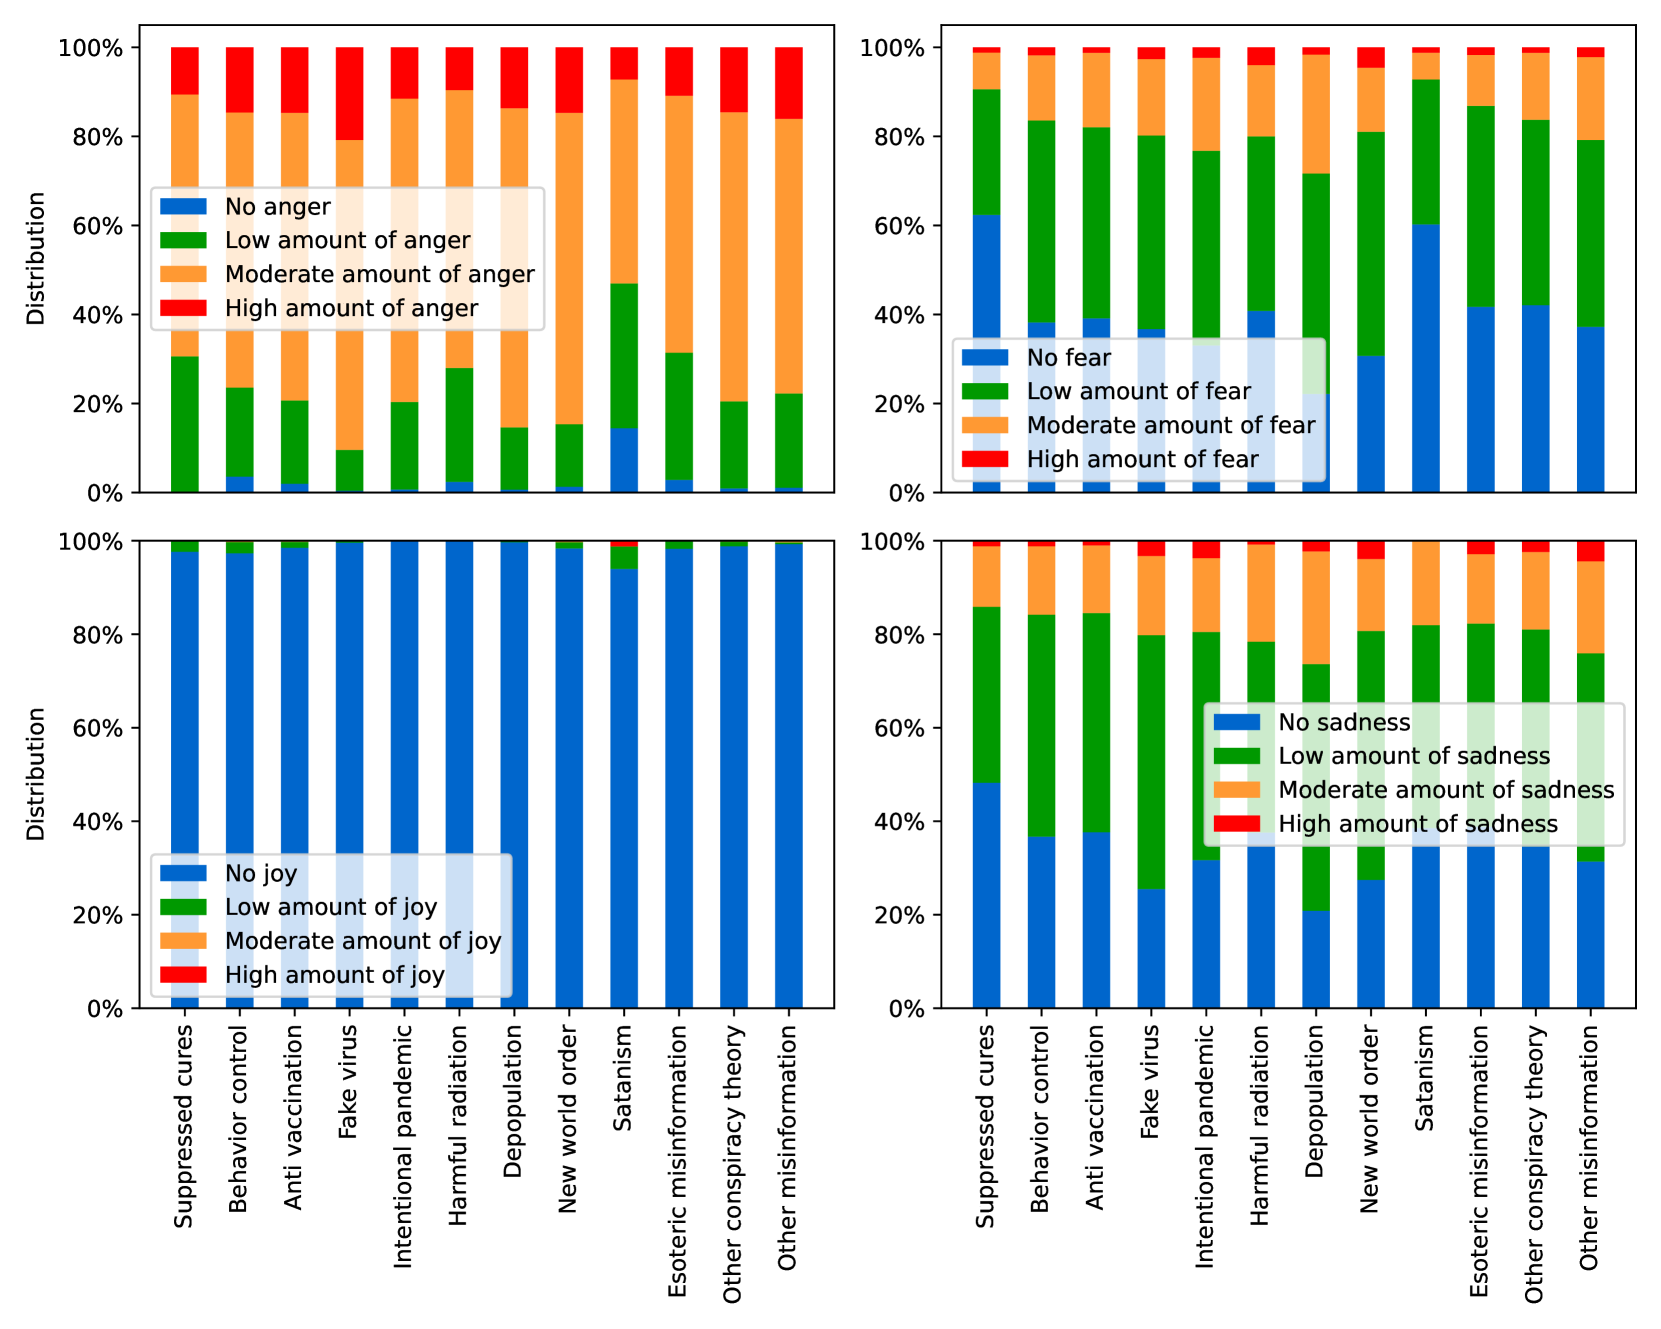 100%
80%
60%
40%
20%
0%
Distribution
No anger
Low amount of anger
Moderate amount of anger
High amount of anger
100%
80%
60%
40%
20%
0%
No fear
Low amount of fear
Moderate amount of fear
High amount of fear
100%
80%
60%
40%
20%
0%
Distribution
No joy
Low amount of joy
Moderate amount of joy
High amount of joy
Suppressed cures
Behavior control
Anti vaccination
Fake virus
Intentional pandemic
Harmful radiation
Depopulation
New world order
Satanism
Esoteric misinformation
Other conspiracy theory
Other misinformation
100%
80%
60%
40%
20%
0%
No sadness
Low amount of sadness
Moderate amount of sadness
High amount of sadness
Suppressed cures
Behavior control
Anti vaccination
Fake virus
Intentional pandemic
Harmful radiation
Depopulation
New world order
Satanism
Esoteric misinformation
Other conspiracy theory
Other misinformation